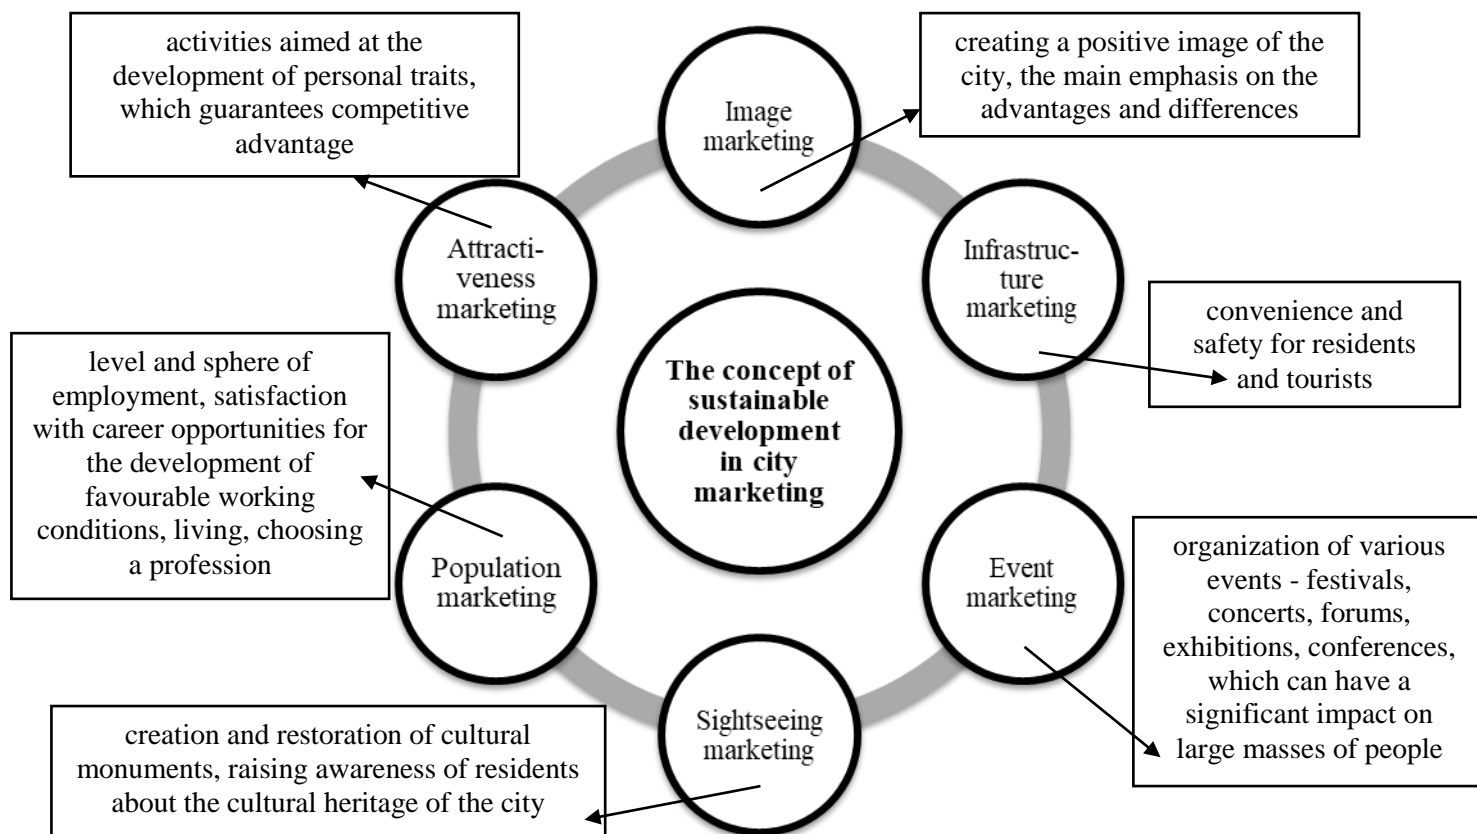 activities aimed at the
development of personal traits,
which guarantees competitive
advantage
Image
marketing
creating a positive image of the
city, the main emphasis on the
advantages and differences
Attracti-
veness
marketing
Infrastruc-
ture
marketing
convenience and
safety for residents
and tourists
level and sphere of
employment, satisfaction
with career opportunities for
the development of
favourable working
conditions, living, choosing
a profession
The concept of
sustainable
development
in city
marketing
Population
marketing
Event
marketing
organization of various
events - festivals,
concerts, forums,
exhibitions, conferences,
which can have a
significant impact on
large masses of people
Sightseeing
marketing
creation and restoration of cultural
monuments, raising awareness of residents
about the cultural heritage of the city